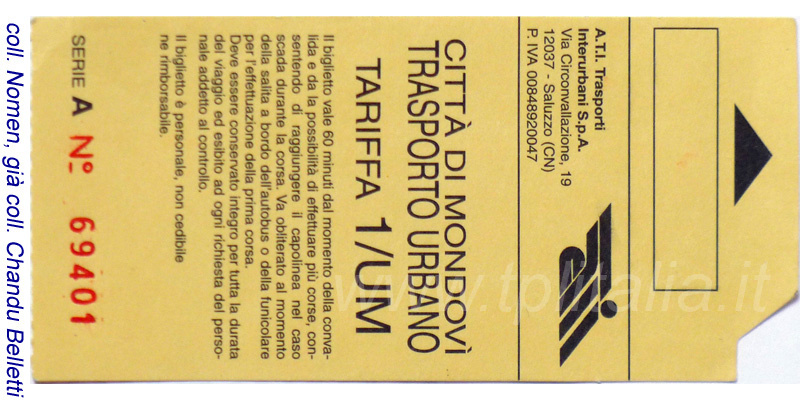 A.T.I. Trasporti
Interurbani S.p.A.
Via Circonvallazione, 19
12037 - Saluzzo (CN)
P. IVA 00848920047
CITTÀ DI MONDOVÌ
TRASPORTO URBANO
TARIFFA 1/UM
Il biglietto vale 60 minuti dal momento della conva-
lida e da la possibilità di effettuare più corse, con-
sentendo di raggiungere il capolinea nel caso
scada durante la corsa. Va obliterato al momento
della salita a bordo dell'autobus o della funicolare
per l'effettuazione della prima corsa.
Deve essere conservato integro per tutta la durata
del viaggio ed esibito ad ogni richiesta del perso-
nale addetto al controllo.
Il biglietto è personale, non cedibile
ne rimborsabile.
SERIE A Nº 69401
www.tplitalia.it
coll. Nomen, già coll. Chandu Belletti